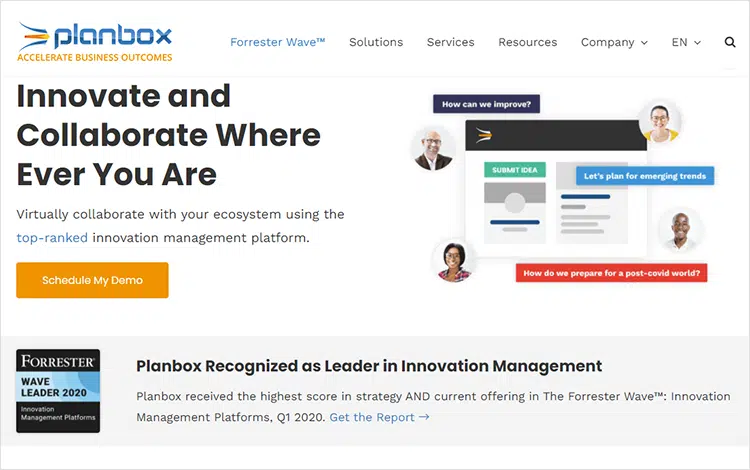 planbox
ACCELERATE BUSINESS OUTCOMES
Forrester Wave™ Solutions Services Resources Company EN
Innovate and
Collaborate Where
Ever You Are
Virtually collaborate with your ecosystem using the
top-ranked innovation management platform.
Schedule My Demo
How can we improve?
SUBMIT IDEA
Let's plan for emerging trends
How do we prepare for a post-covid world?
FORRESTER®
WAVE
LEADER 2020
Innovation
Management Platforms
Planbox Recognized as Leader in Innovation Management
Planbox received the highest score in strategy AND current offering in The Forrester Wave™: Innovation
Management Platforms, Q1 2020. Get the Report →